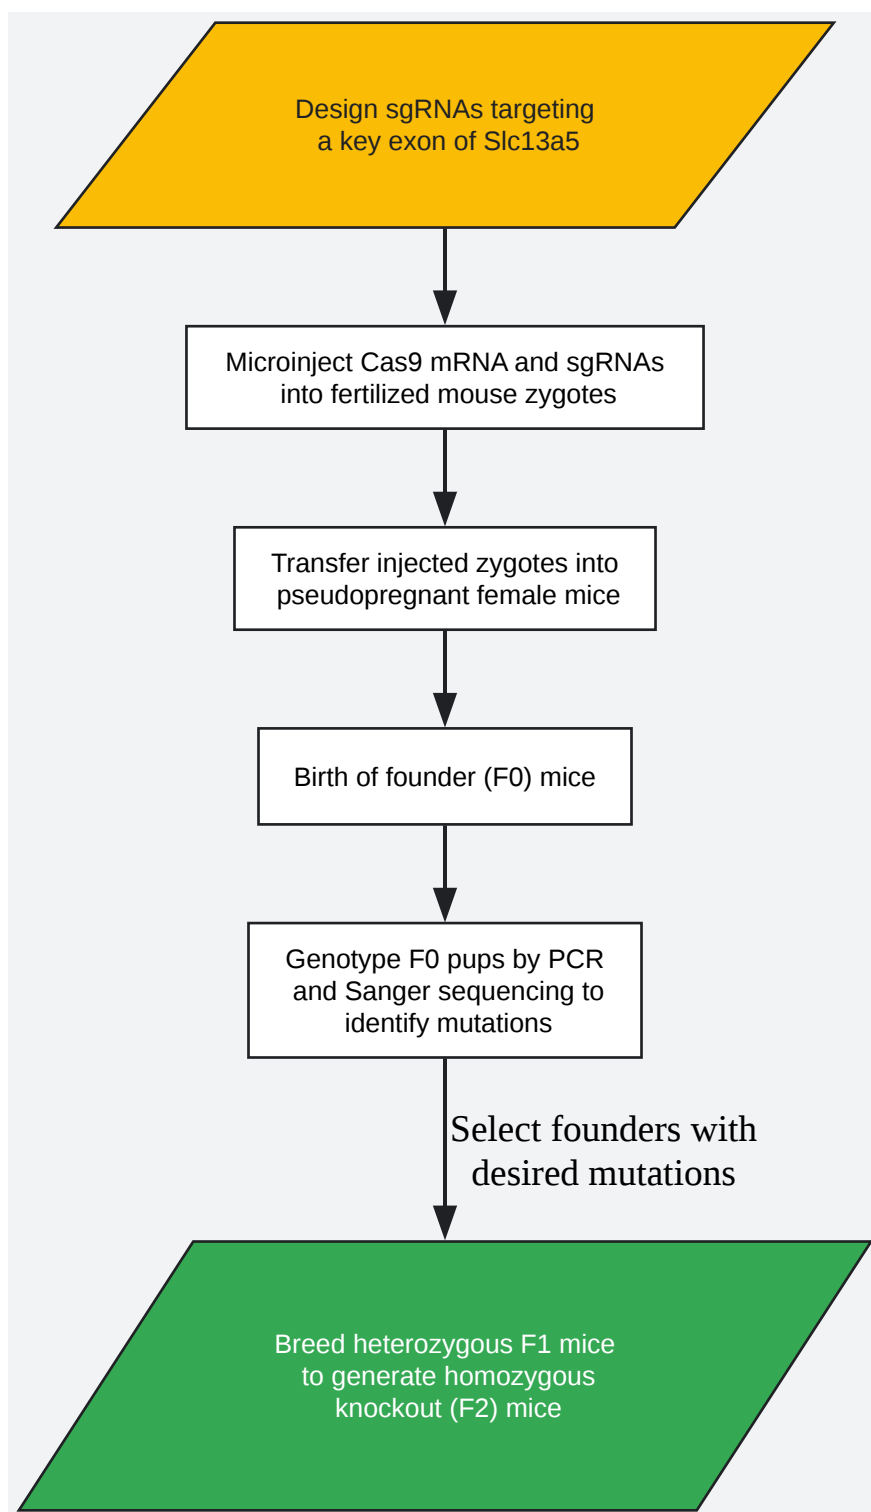 Design sgRNAs targeting
a key exon of Slc13a5
Microinject Cas9 mRNA and sgRNAs
into fertilized mouse zygotes
Transfer injected zygotes into
pseudopregnant female mice
Birth of founder (F0) mice
Genotype F0 pups by PCR
and Sanger sequencing to
identify mutations
Select founders with
desired mutations
Breed heterozygous F1 mice
to generate homozygous
knockout (F2) mice